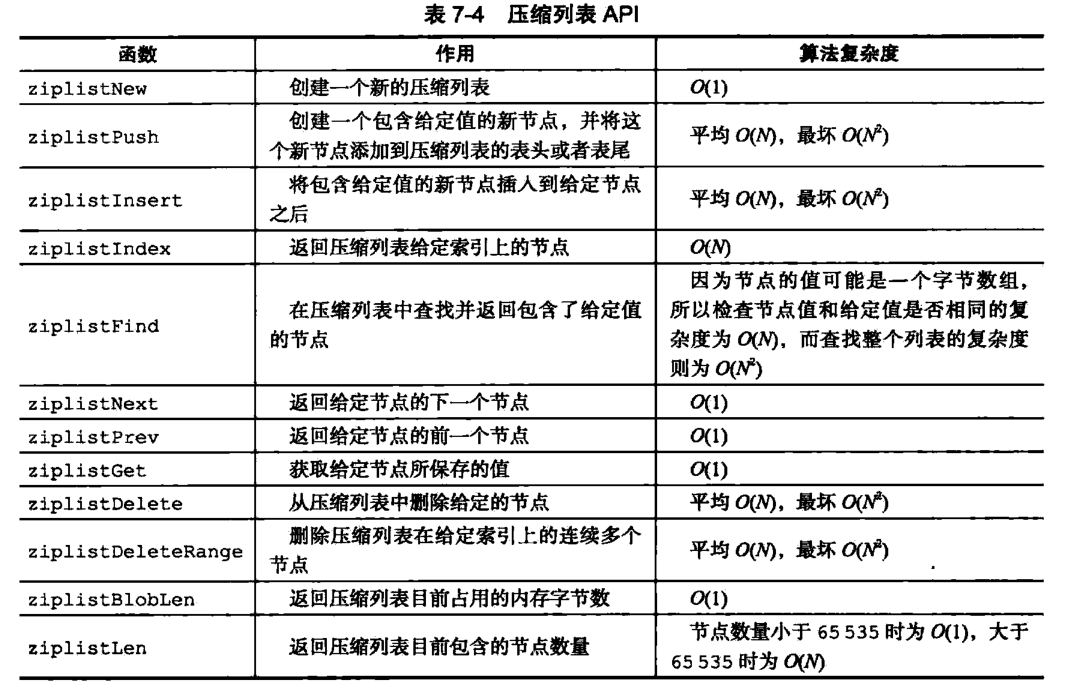 表 7-4 压缩列表 API
函数 作用 算法复杂度
ziplistNew 创建一个新的压缩列表 O(1)
ziplistPush 创建一个包含给定值的新节点，并将这
个新节点添加到压缩列表的表头或者表尾 平均 O(N)，最坏 O(N²)
ziplistInsert 将包含给定值的新节点插入到给定节点
之后 平均 O(N)，最坏 O(N²)
ziplistIndex 返回压缩列表给定索引上的节点 O(N)
ziplistFind 在压缩列表中查找并返回包含了给定值
的节点 因为节点的值可能是一个字节数组，
所以检查节点值和给定值是否相同的复
杂度为 O(N)，而查找整个列表的复杂度
则为 O(N²)
ziplistNext 返回给定节点的下一个节点 O(1)
ziplistPrev 返回给定节点的前一个节点 O(1)
ziplistGet 获取给定节点所保存的值 O(1)
ziplistDelete 从压缩列表中删除给定的节点 平均 O(N)，最坏 O(N²)
ziplistDeleteRange 删除压缩列表在给定索引上的连续多个
节点 平均 O(N)，最坏 O(N²)
ziplistBlobLen 返回压缩列表目前占用的内存字节数 O(1)
ziplistLen 返回压缩列表目前包含的节点数量 节点数量小于 65 535 时为 O(1)，大于
65 535 时为 O(N)